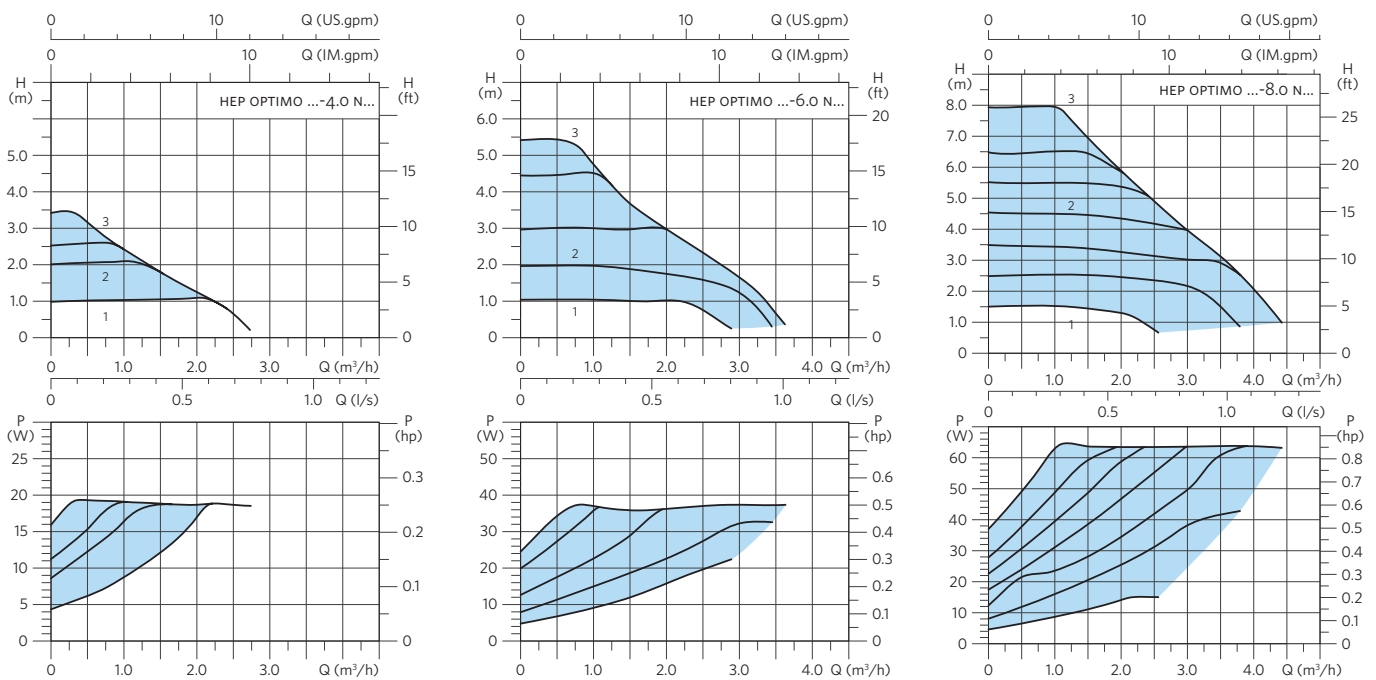 0 10 Q (US.gpm)
0 10 Q (IM.gpm)
H (m) H (ft)
HEP OPTIMO ...-4.0 N...
5.0 15
4.0
3.0 3 10
2.0 2 5
1.0 1
0 0
0 1.0 2.0 3.0 Q (m³/h)
0 0.5 1.0 Q (l/s)
P (W) P (hp)
25
20 0.3
15 0.2
10 0.1
5
0 0
0 1.0 2.0 3.0 Q (m³/h)
0 10 Q (US.gpm)
0 10 Q (IM.gpm)
H (m) H (ft)
HEP OPTIMO ...-6.0 N...
6.0 20
5.0 3 15
4.0
3.0 10
2.0 2 5
1.0 1
0 0
0 1.0 2.0 3.0 4.0 Q (m³/h)
0 0.5 1.0 Q (l/s)
P (W) P (hp)
50 0.6
40 0.5
30 0.4
0.3
20 0.2
10 0.1
0 0
0 1.0 2.0 3.0 4.0 Q (m³/h)
0 10 Q (US.gpm)
0 10 Q (IM.gpm)
H (m) H (ft)
HEP OPTIMO ...-8.0 N...
8.0 3 25
7.0
6.0 20
5.0 2 15
4.0
3.0 10
2.0
1.0 1 5
0 0
0 1.0 2.0 3.0 4.0 Q (m³/h)
0 0.5 1.0 Q (l/s)
P (W) P (hp)
60 0.8
50 0.7
0.6
40 0.5
30 0.4
20 0.3
0.2
10 0.1
0 0
0 1.0 2.0 3.0 4.0 Q (m³/h)